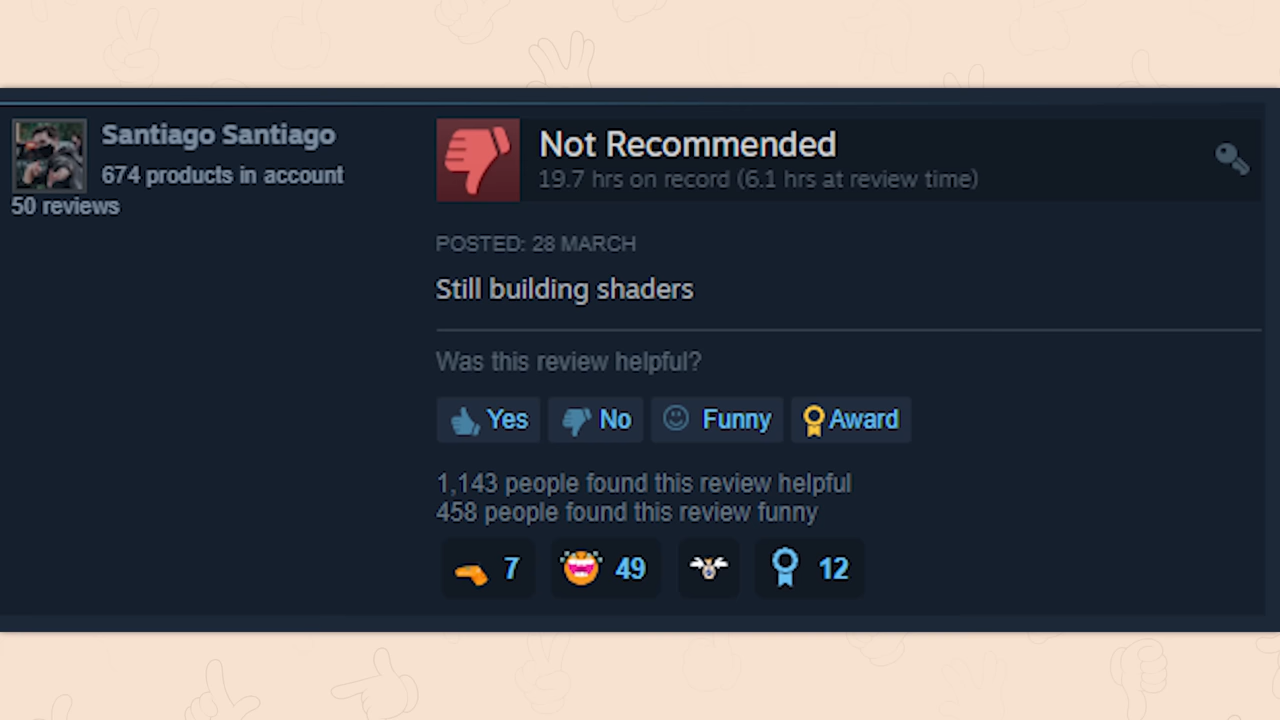 Santiago Santiago
674 products in account
50 reviews
Not Recommended
19.7 hrs on record (6.1 hrs at review time)
POSTED: 28 MARCH
Still building shaders
Was this review helpful?
Yes No Funny Award
1,143 people found this review helpful
458 people found this review funny
7 49 12